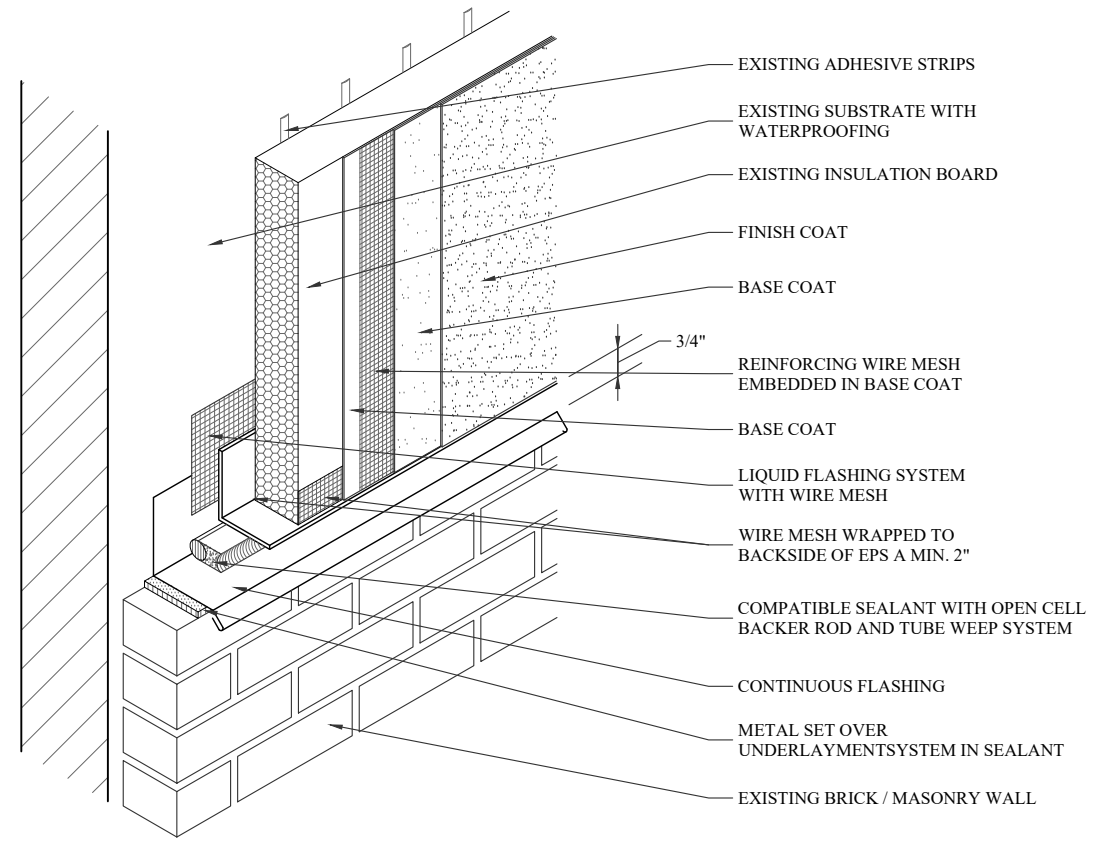 EXISTING ADHESIVE STRIPS
EXISTING SUBSTRATE WITH
WATERPROOFING
EXISTING INSULATION BOARD
FINISH COAT
BASE COAT
3/4"
REINFORCING WIRE MESH
EMBEDDED IN BASE COAT
BASE COAT
LIQUID FLASHING SYSTEM
WITH WIRE MESH
WIRE MESH WRAPPED TO
BACKSIDE OF EPS A MIN. 2"
COMPATIBLE SEALANT WITH OPEN CELL
BACKER ROD AND TUBE WEEP SYSTEM
CONTINUOUS FLASHING
METAL SET OVER
UNDERLAYMENTSYSTEM IN SEALANT
EXISTING BRICK / MASONRY WALL